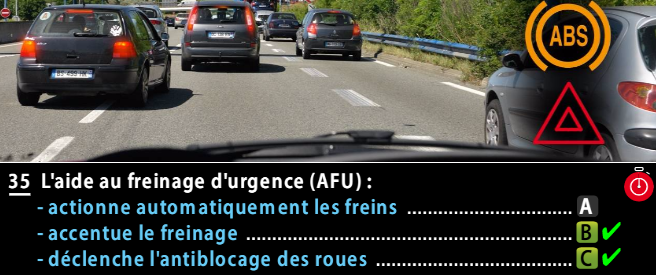 ABS
35 L'aide au freinage d'urgence (AFU) :
- actionne automatiquement les freins ........................................ A
- accentue le freinage ................................................................ B ✔
- déclenche l'antiblocage des roues ............................................ C ✔